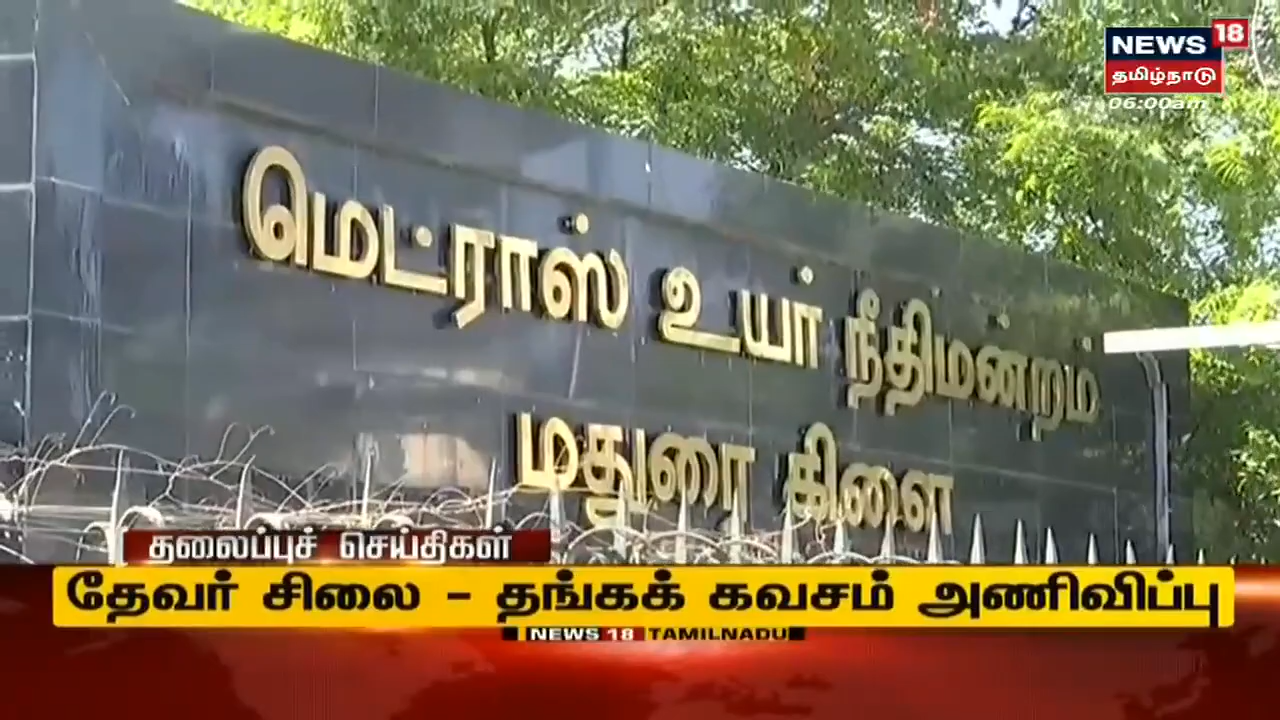 NEWS 18
தமிழ்நாடு
06:00am
மெட்ராஸ் உயர் நீதிமன்றம்
மதுரை கிளை
தலைப்புச் செய்திகள்
தேவர் சிலை – தங்கக் கவசம் அணிவிப்பு
NEWS 18 TAMILNADU